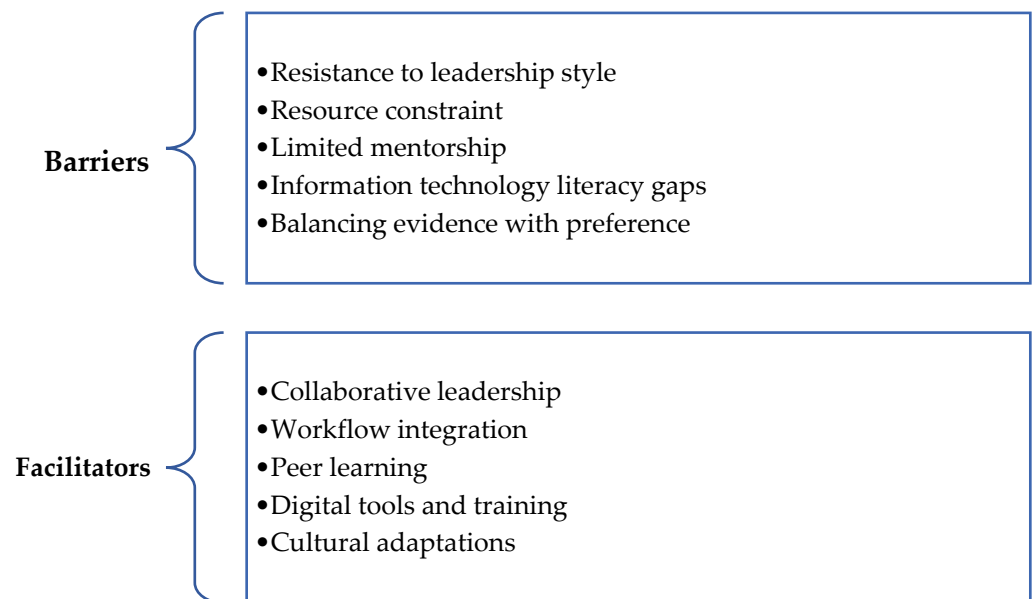 Barriers
•Resistance to leadership style
•Resource constraint
•Limited mentorship
•Information technology literacy gaps
•Balancing evidence with preference
Facilitators
•Collaborative leadership
•Workflow integration
•Peer learning
•Digital tools and training
•Cultural adaptations